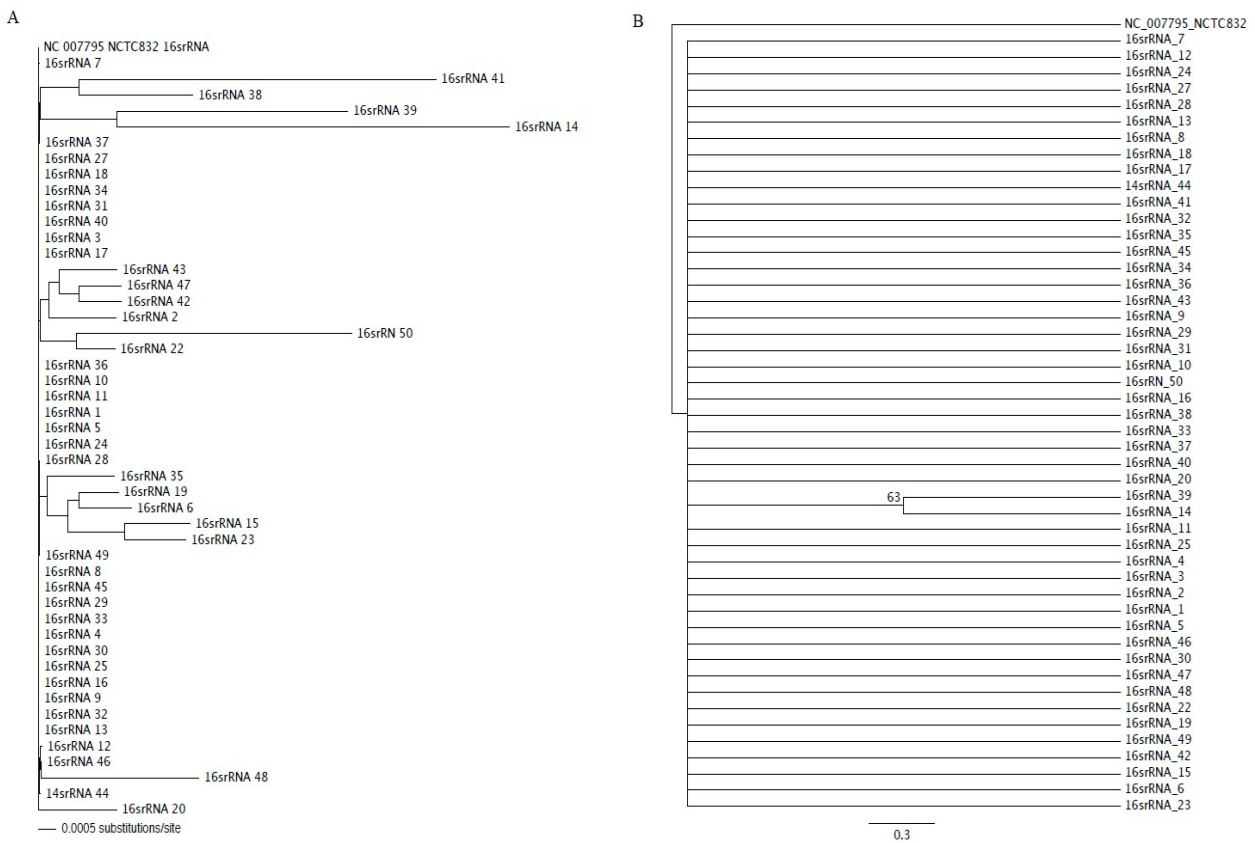 A
NC 007795 NCTC832 16srRNA
16srRNA 7
16srRNA 41
16srRNA 38
16srRNA 39
16srRNA 14
16srRNA 37
16srRNA 27
16srRNA 18
16srRNA 34
16srRNA 31
16srRNA 40
16srRNA 3
16srRNA 17
16srRNA 43
16srRNA 47
16srRNA 42
16srRNA 2
16srRN 50
16srRNA 22
16srRNA 36
16srRNA 10
16srRNA 11
16srRNA 1
16srRNA 5
16srRNA 24
16srRNA 28
16srRNA 35
16srRNA 19
16srRNA 6
16srRNA 15
16srRNA 23
16srRNA 49
16srRNA 8
16srRNA 45
16srRNA 29
16srRNA 33
16srRNA 4
16srRNA 30
16srRNA 25
16srRNA 16
16srRNA 9
16srRNA 32
16srRNA 13
16srRNA 12
16srRNA 46
16srRNA 48
14srRNA 44
16srRNA 20
0.0005 substitutions/site
B
NC_007795_NCTC832
16srRNA_7
16srRNA_12
16srRNA_24
16srRNA_27
16srRNA_28
16srRNA_13
16srRNA_8
16srRNA_18
16srRNA_17
14srRNA_44
16srRNA_41
16srRNA_32
16srRNA_35
16srRNA_45
16srRNA_34
16srRNA_36
16srRNA_43
16srRNA_9
16srRNA_29
16srRNA_31
16srRNA_10
16srRN_50
16srRNA_16
16srRNA_38
16srRNA_33
16srRNA_37
16srRNA_40
16srRNA_20
63
16srRNA_39
16srRNA_14
16srRNA_11
16srRNA_25
16srRNA_4
16srRNA_3
16srRNA_2
16srRNA_1
16srRNA_5
16srRNA_46
16srRNA_30
16srRNA_47
16srRNA_48
16srRNA_22
16srRNA_19
16srRNA_49
16srRNA_42
16srRNA_15
16srRNA_6
16srRNA_23
0.3